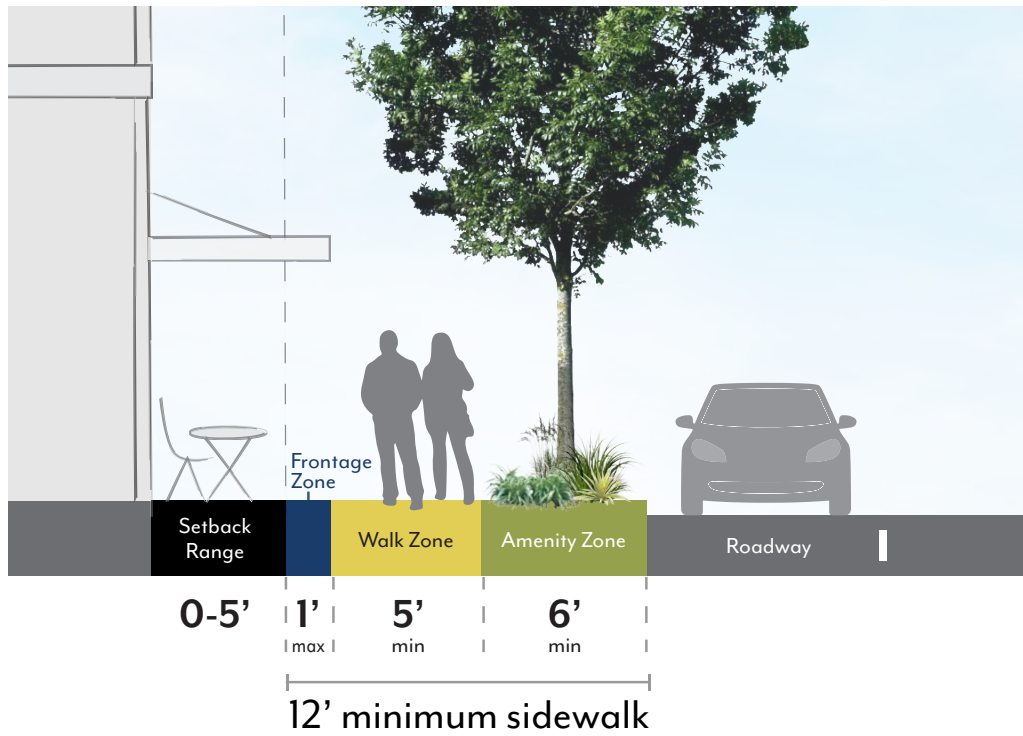 Frontage
Zone
Setback
Range
Walk Zone
Amenity Zone
Roadway
0-5’
1’
max
5’
min
6’
min
12’ minimum sidewalk